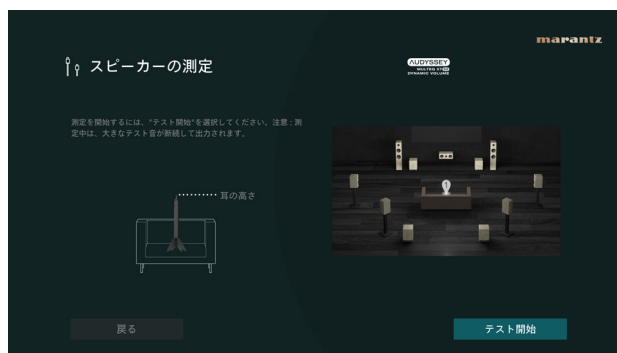 marantz
スピーカーの測定
AUDYSSEY
MULTEQ XT32
DYNAMIC VOLUME
測定を開始するには、"テスト開始"を選択してください。注意：測
定中は、大きなテスト音が断続して出力されます。
耳の高さ
1
戻る
テスト開始